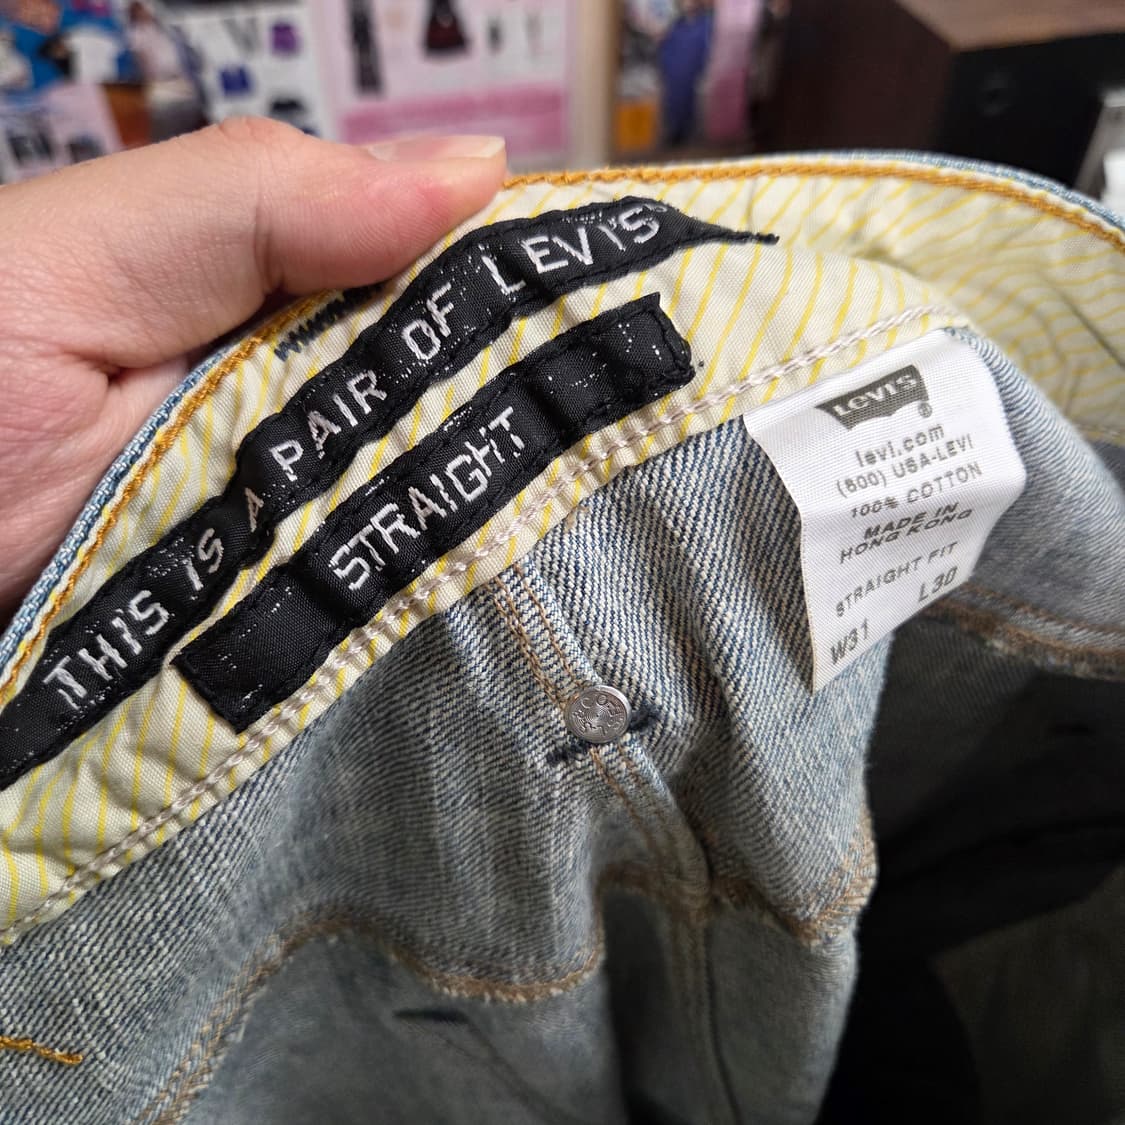 THIS IS A PAIR OF LEVI'S
STRAIGHT
LEVI'S ®
levi.com
(800) USA-LEVI
100% COTTON
MADE IN
HONG KONG
STRAIGHT FIT
W31 L30